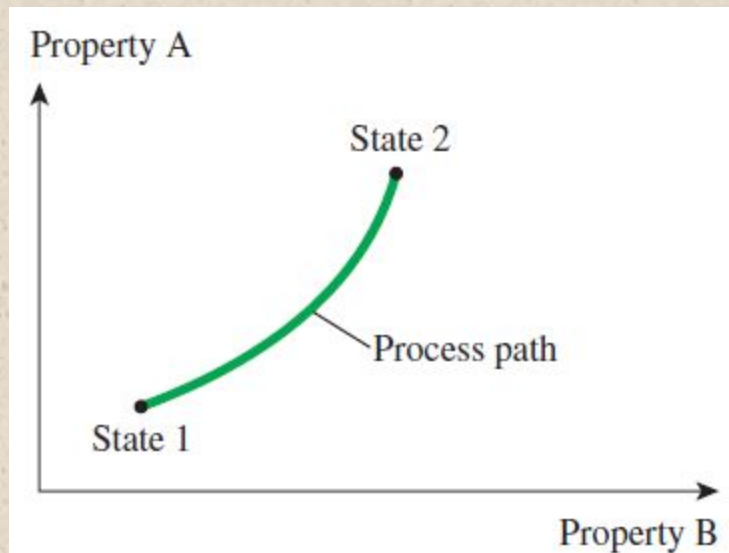 Property A
State 2
Process path
State 1
Property B